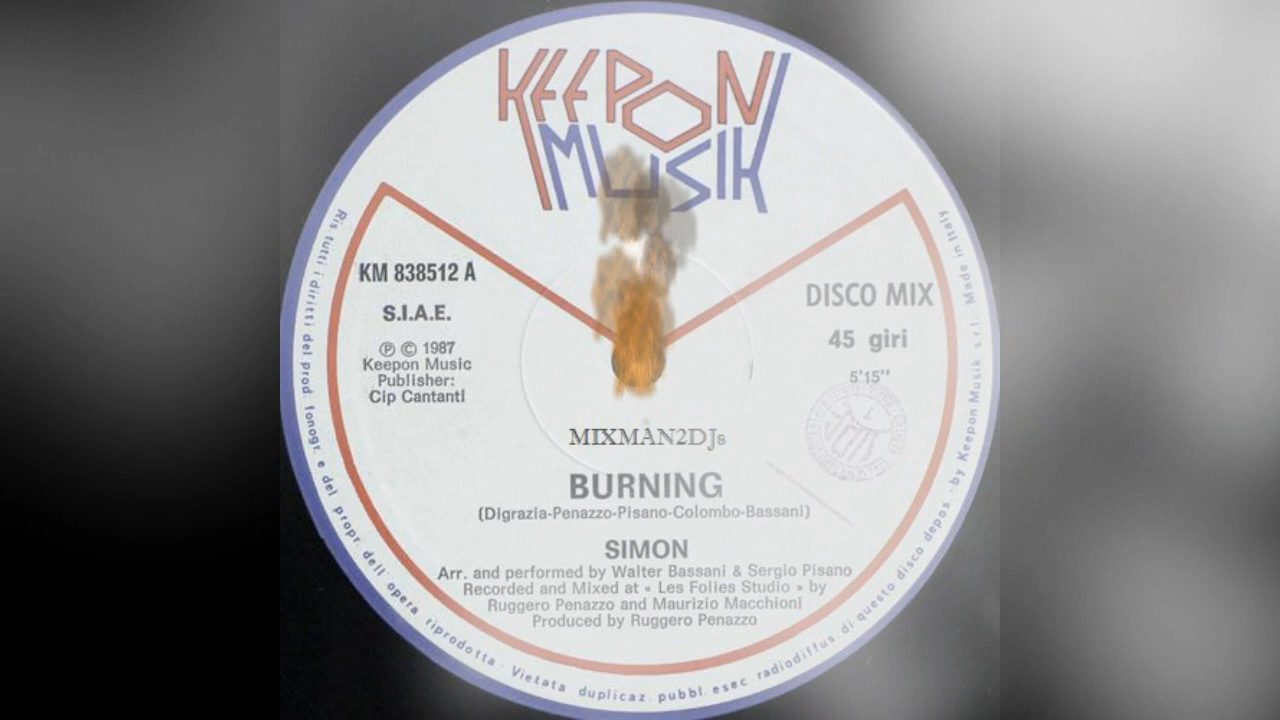 KEEPON
MUSIK
KM 838512 A
S.I.A.E.
Ⓟ © 1987
Keepon Music
Publisher:
Cip Cantanti
DISCO MIX
45 giri
5'15''
MIXMAN2DJs
BURNING
(Digrazia-Penazzo-Pisano-Colombo-Bassani)
SIMON
Arr. and performed by Walter Bassani & Sergio Pisano
Recorded and Mixed at « Les Folies Studio » by
Ruggero Penazzo and Maurizio Macchioni
Produced by Ruggero Penazzo
Ris. tutti i diritti del prod. fonogr. e del propr. dell' opera riprodotta - Vietata duplicaz. pubbl. esec. radiodiffus di questo disco depos. - by Keepon Musik s.r.l. Made in Italy